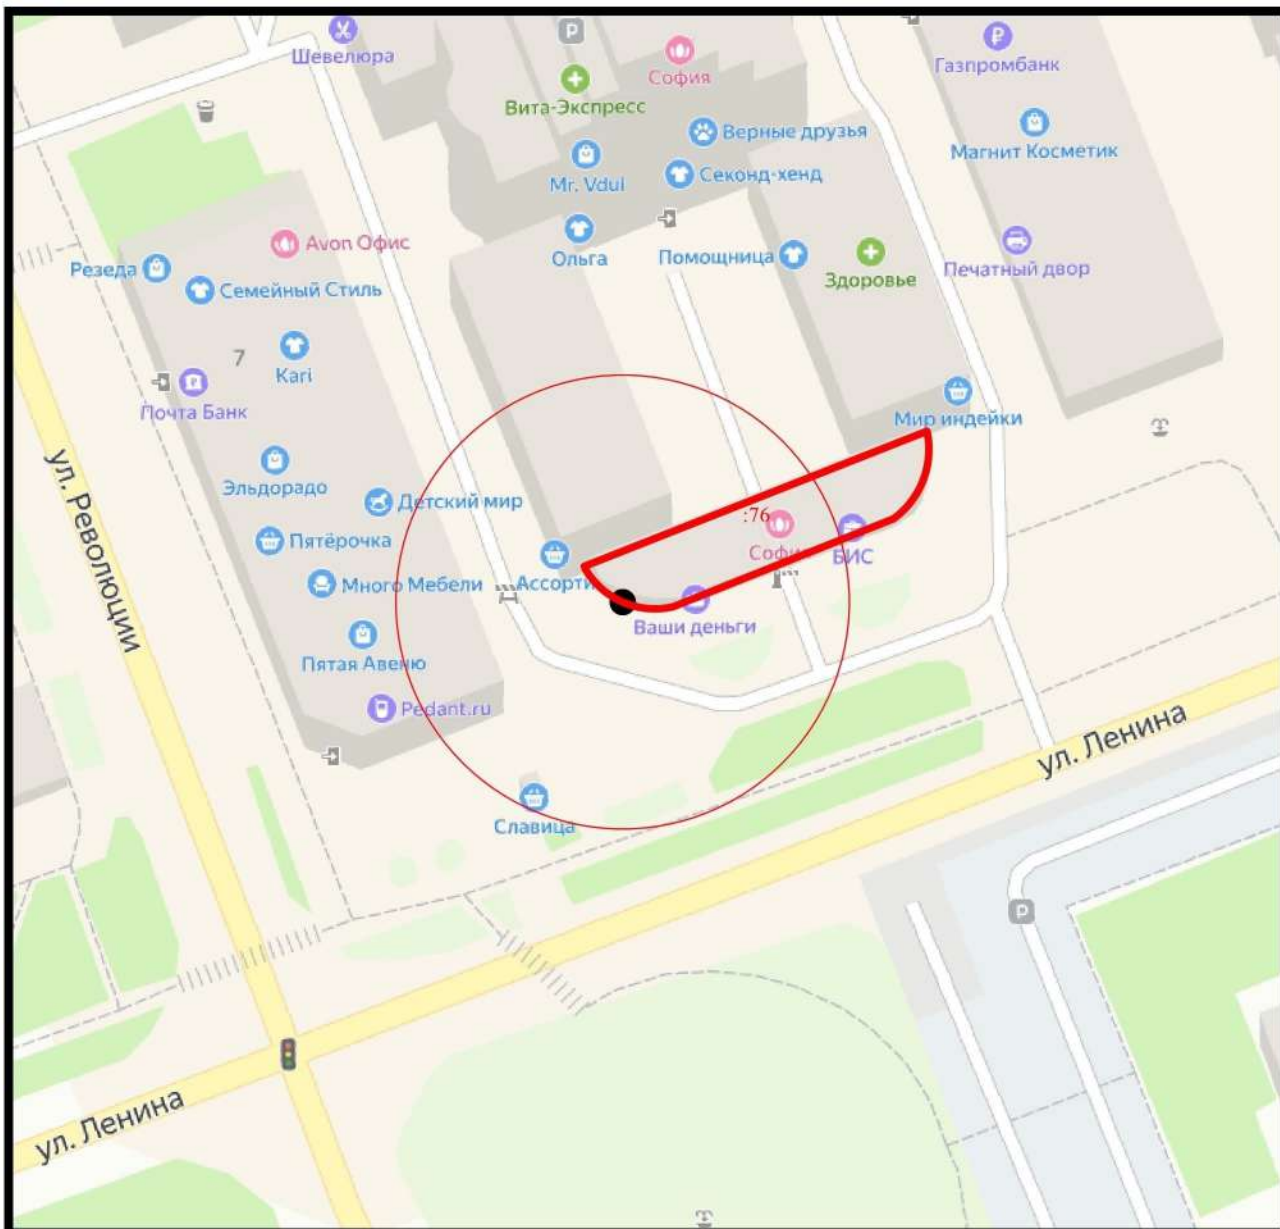 Шевелюра
P
София
Газпромбанк
Вита-Экспресс
Верные друзья
Магнит Косметик
Mr. Vdul
Секонд-хенд
Avon Офис
Ольга
Помощница
Здоровье
Печатный двор
Резеда
Семейный Стиль
7
Kari
Почта Банк
Мир индейки
ул. Революции
Эльдорадо
Детский мир
:76
Пятёрочка
София
БИС
Ассорти
Много Мебели
Ваши деньги
Пятая Авеню
Pedant.ru
ул. Ленина
Славица
P
ул. Ленина